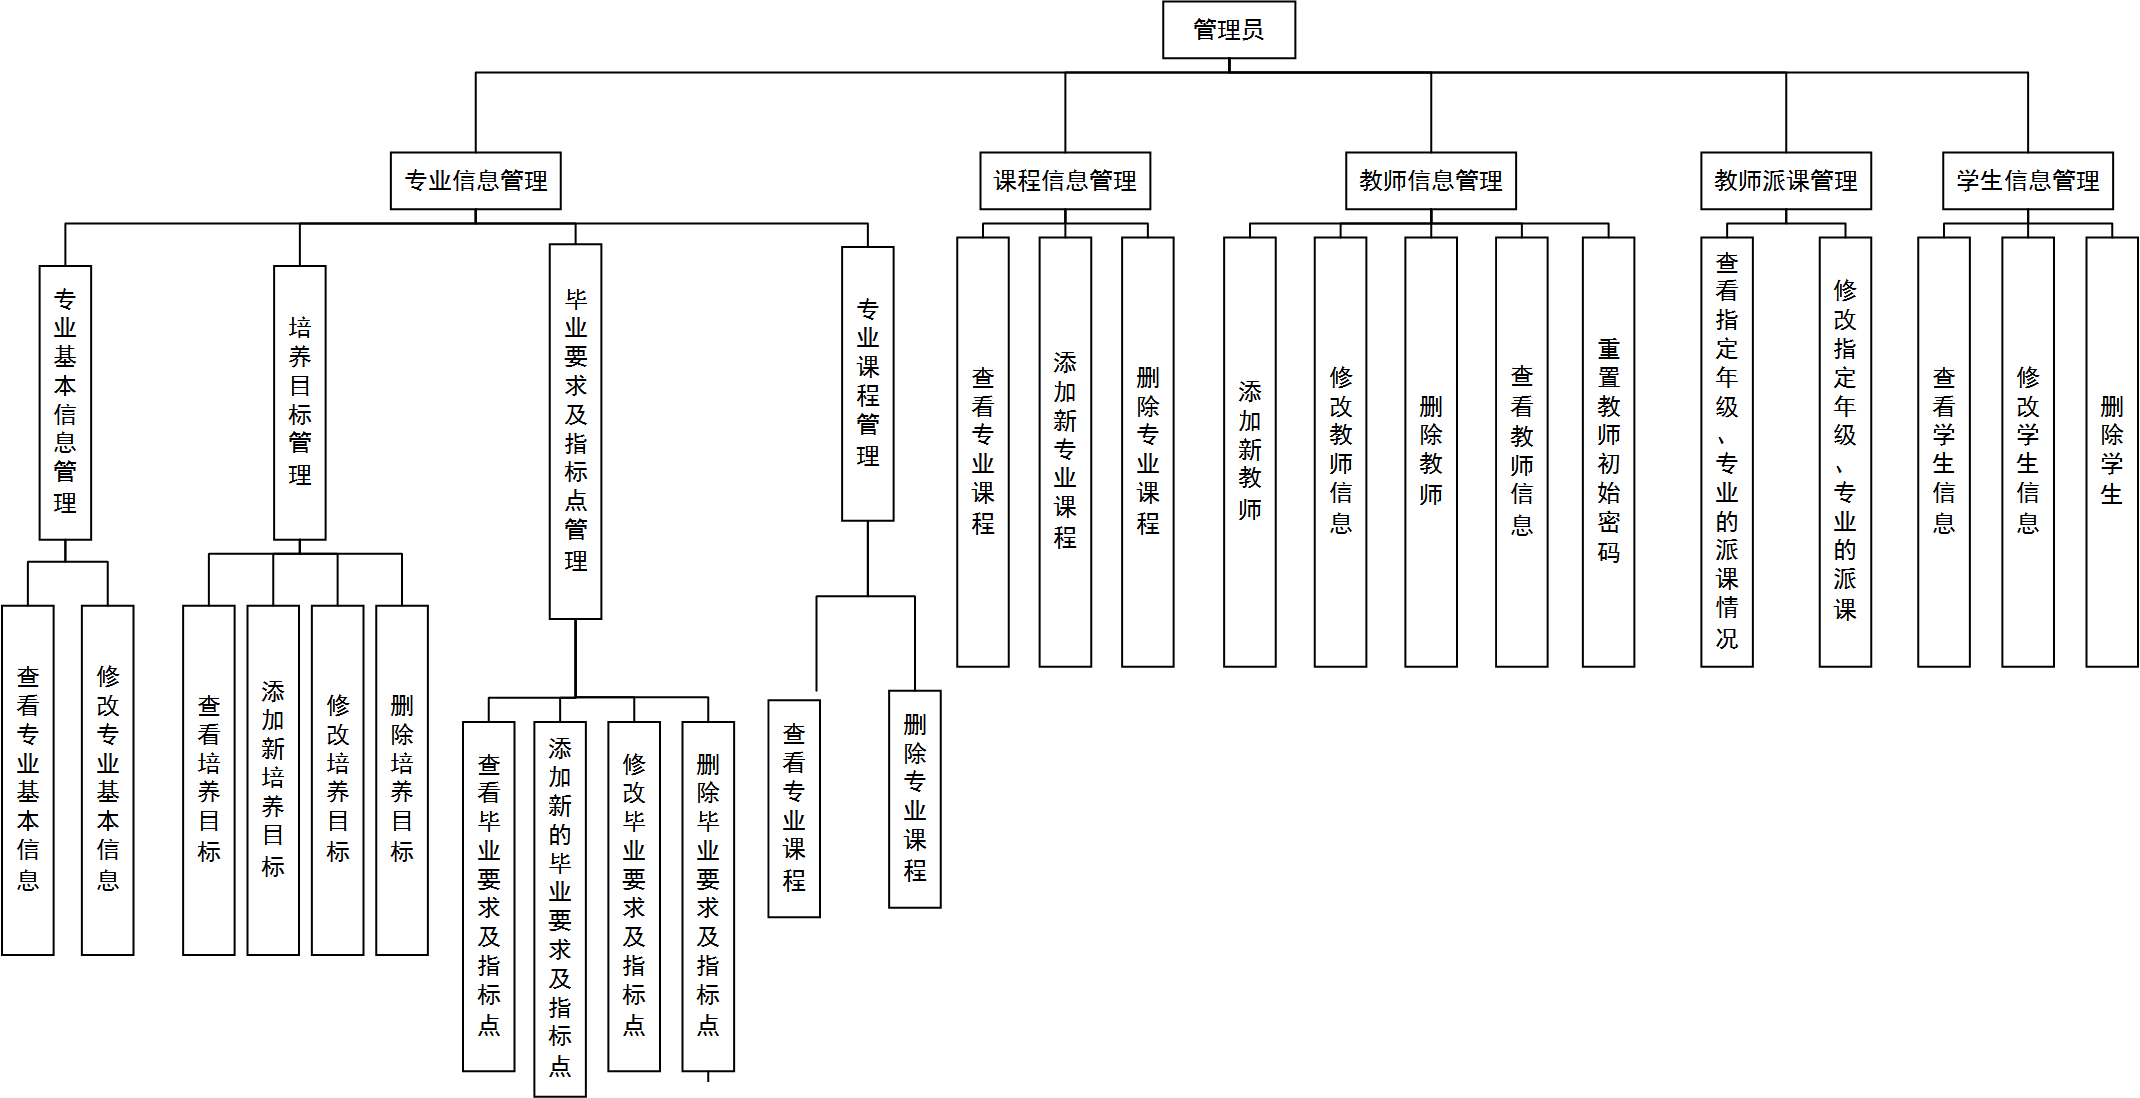 管理员
专业信息管理
课程信息管理
教师信息管理
教师派课管理
学生信息管理
专业基本信息管理
培养目标管理
毕业要求及指标点管理
专业课程管理
查看专业课程
添加新专业课程
删除专业课程
添加新教师
修改教师信息
删除教师
查看教师信息
重置教师初始密码
查看指定年级、专业的派课情况
修改指定年级、专业的派课
查看学生信息
修改学生信息
删除学生
查看专业基本信息
修改专业基本信息
查看培养目标
添加新培养目标
修改培养目标
删除培养目标
查看毕业要求及指标点
添加新的毕业要求及指标点
修改毕业要求及指标点
删除毕业要求及指标点
查看专业课程
删除专业课程